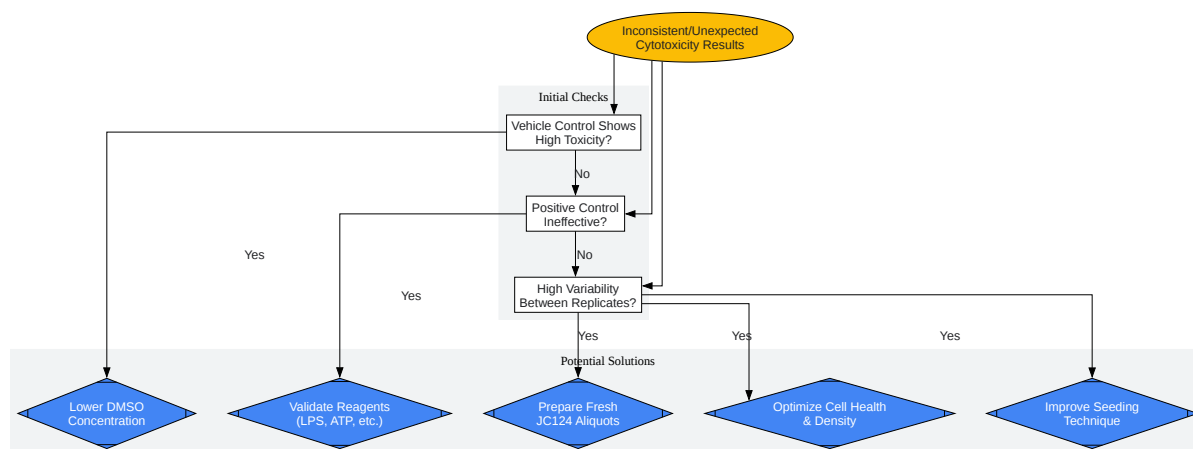 Inconsistent/Unexpected
Cytotoxicity Results
Initial Checks
Vehicle Control Shows
High Toxicity?
No
Positive Control
Ineffective?
Yes
No
Yes
High Variability
Between Replicates?
Yes
Yes
Yes
Potential Solutions
Lower DMSO
Concentration
Validate Reagents
(LPS, ATP, etc.)
Prepare Fresh
JC124 Aliquots
Optimize Cell Health
& Density
Improve Seeding
Technique